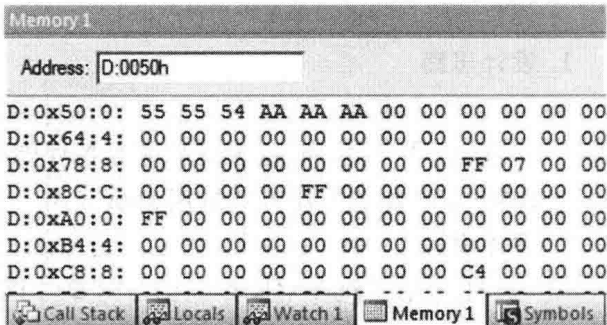 Memory 1
Address: D:0050h
D:0x50:0: 55 55 54 AA AA AA 00 00 00 00 00 00
D:0x64:4: 00 00 00 00 00 00 00 00 00 00 00 00
D:0x78:8: 00 00 00 00 00 00 00 00 FF 07 00 00
D:0x8C:C: 00 00 00 00 FF 00 00 00 00 00 00 00
D:0xA0:0: FF 00 00 00 00 00 00 00 00 00 00 00
D:0xB4:4: 00 00 00 00 00 00 00 00 00 00 00 00
D:0xC8:8: 00 00 00 00 00 00 00 00 C4 00 00 00
Call Stack Locals Watch 1 Memory 1 Symbols